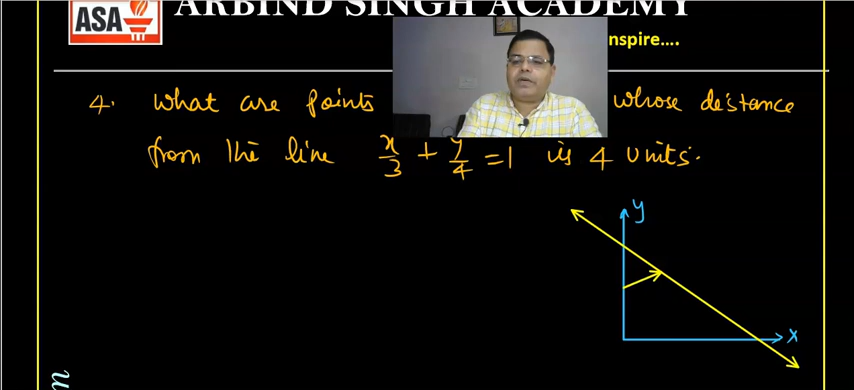 ARBIND SINGH ACADEMY
ASA
nspire....
4. What are points whose distance
from the line x/3 + y/4 = 1 is 4 units.
y
x
n